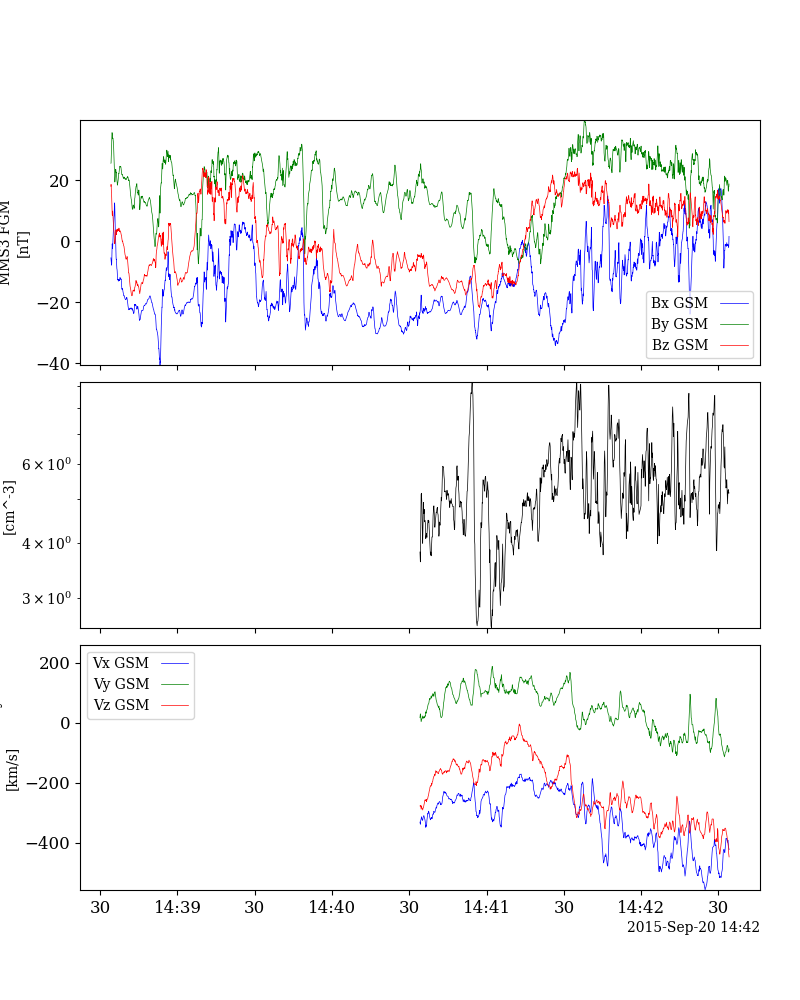 MMS3 FGM
[nT]
20
0
−20
−40
Bx GSM
By GSM
Bz GSM
[cm^-3]
6 × 10⁰
4 × 10⁰
3 × 10⁰
[km/s]
200
0
−200
−400
Vx GSM
Vy GSM
Vz GSM
30 14:39 30 14:40 30 14:41 30 14:42 30
2015-Sep-20 14:42